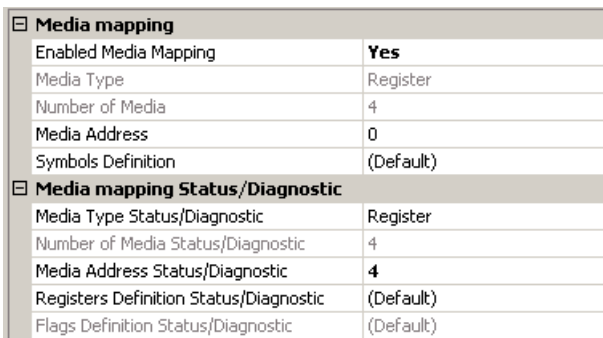 Media mapping
Enabled Media Mapping Yes
Media Type Register
Number of Media 4
Media Address 0
Symbols Definition (Default)
Media mapping Status/Diagnostic
Media Type Status/Diagnostic Register
Number of Media Status/Diagnostic 4
Media Address Status/Diagnostic 4
Registers Definition Status/Diagnostic (Default)
Flags Definition Status/Diagnostic (Default)